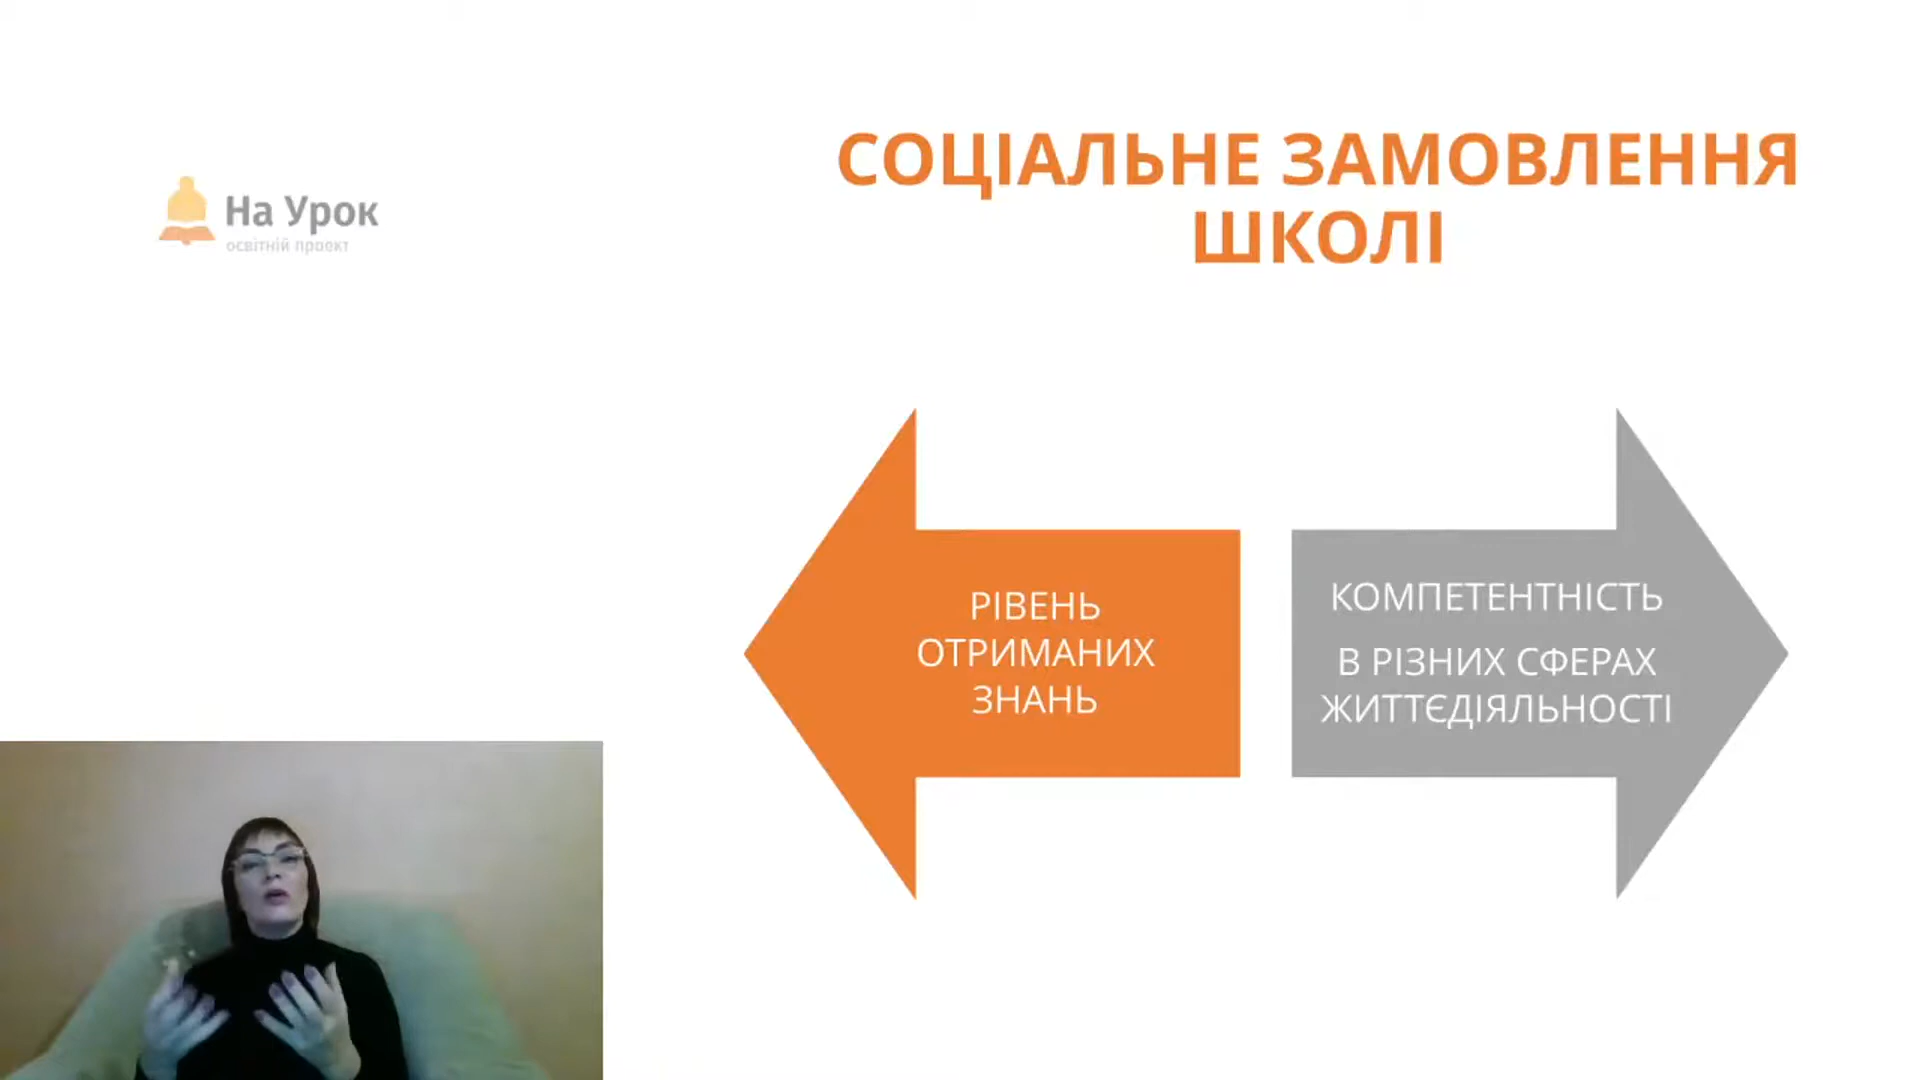 На Урок
освітній проект
СОЦІАЛЬНЕ ЗАМОВЛЕННЯ
ШКОЛІ
РІВЕНЬ
ОТРИМАНИХ
ЗНАНЬ
КОМПЕТЕНТНІСТЬ
В РІЗНИХ СФЕРАХ
ЖИТТЄДІЯЛЬНОСТІ